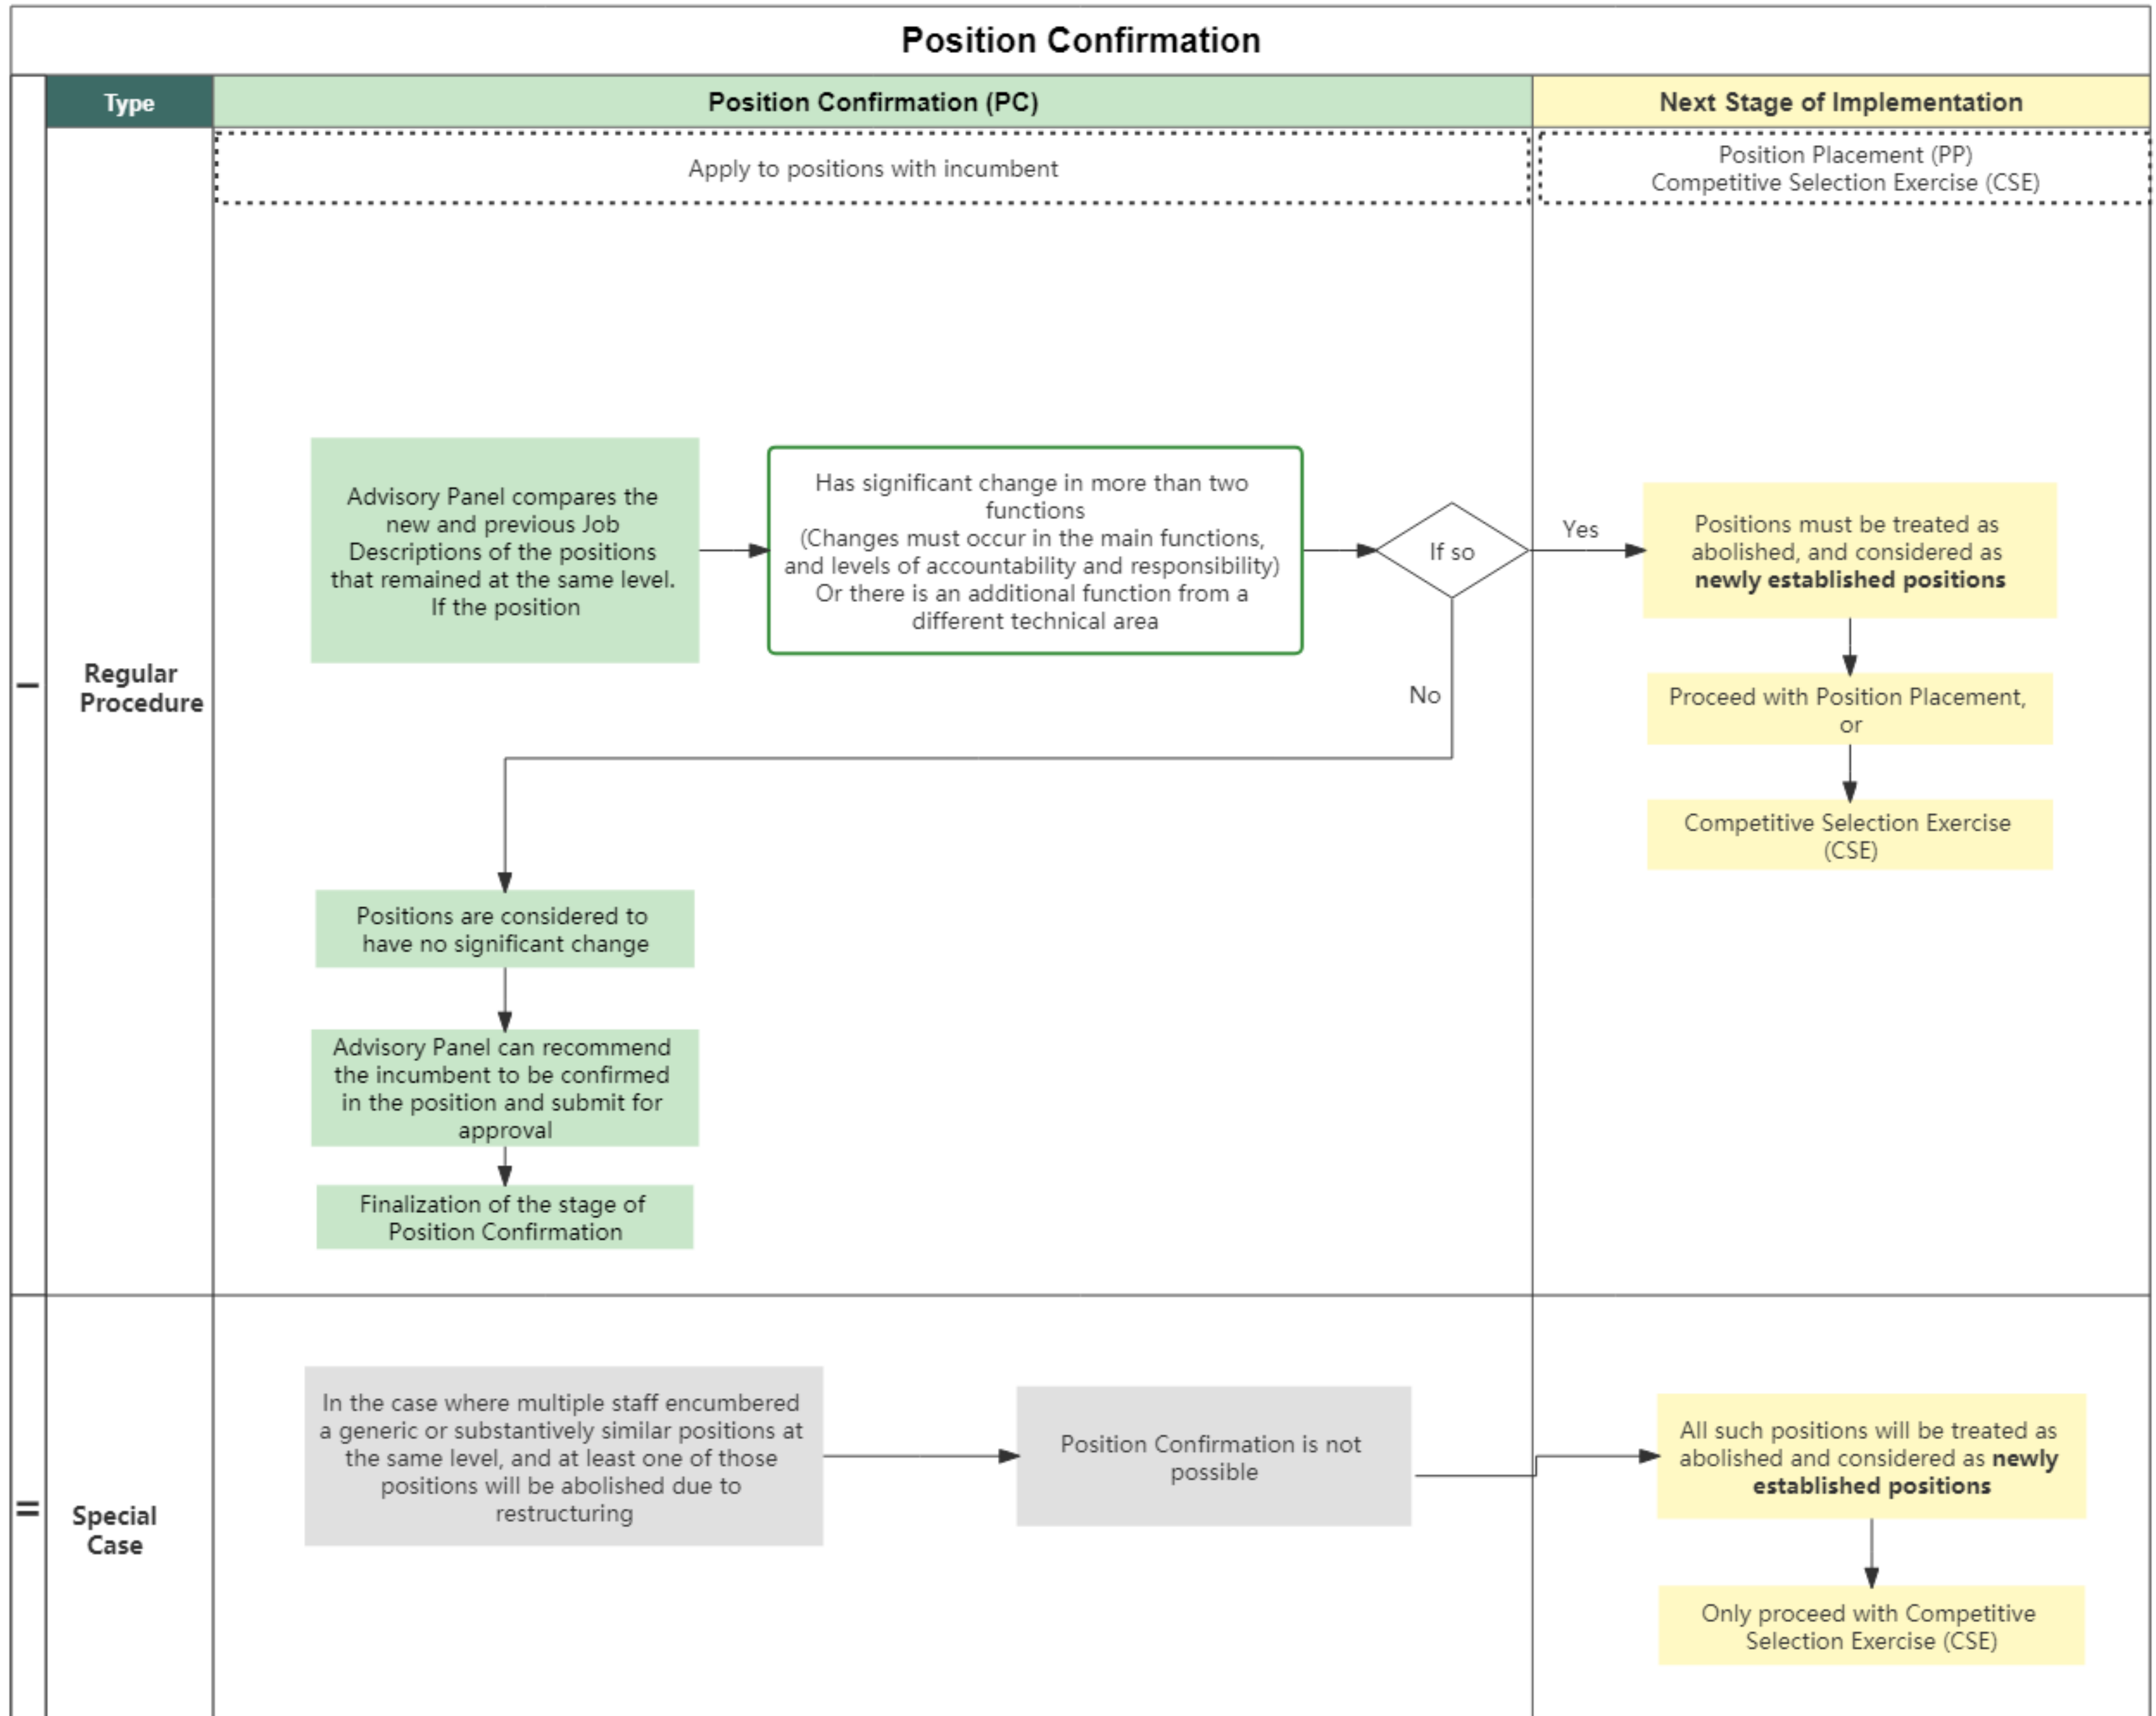 Position Confirmation
Type
Position Confirmation (PC)
Next Stage of Implementation
Apply to positions with incumbent
Position Placement (PP)
Competitive Selection Exercise (CSE)
一
Regular
Procedure
Advisory Panel compares the
new and previous Job
Descriptions of the positions
that remained at the same level.
If the position
Has significant change in more than two
functions
(Changes must occur in the main functions,
and levels of accountability and responsibility)
Or there is an additional function from a
different technical area
If so
Yes
No
Positions must be treated as
abolished, and considered as
newly established positions
Proceed with Position Placement,
or
Competitive Selection Exercise
(CSE)
Positions are considered to
have no significant change
Advisory Panel can recommend
the incumbent to be confirmed
in the position and submit for
approval
Finalization of the stage of
Position Confirmation
二
Special
Case
In the case where multiple staff encumbered
a generic or substantively similar positions at
the same level, and at least one of those
positions will be abolished due to
restructuring
Position Confirmation is not
possible
All such positions will be treated as
abolished and considered as newly
established positions
Only proceed with Competitive
Selection Exercise (CSE)